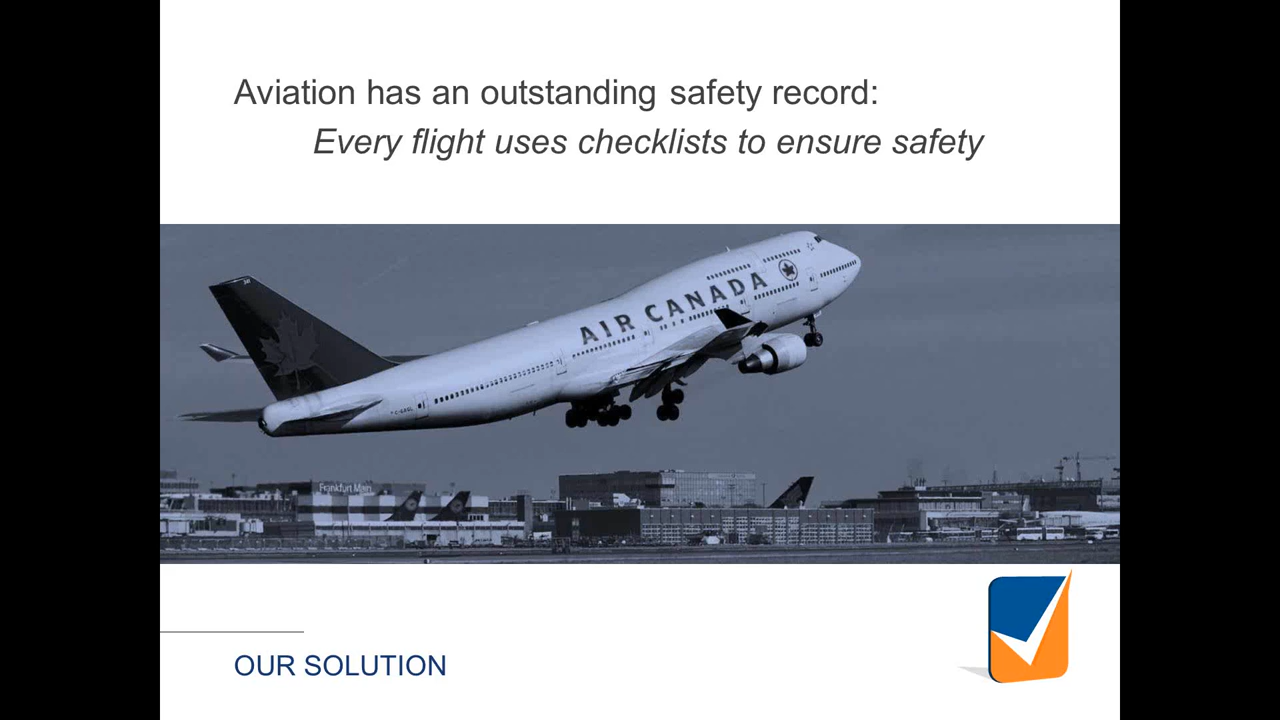 Aviation has an outstanding safety record:
Every flight uses checklists to ensure safety
AIR CANADA
Frankfurt Main
OUR SOLUTION